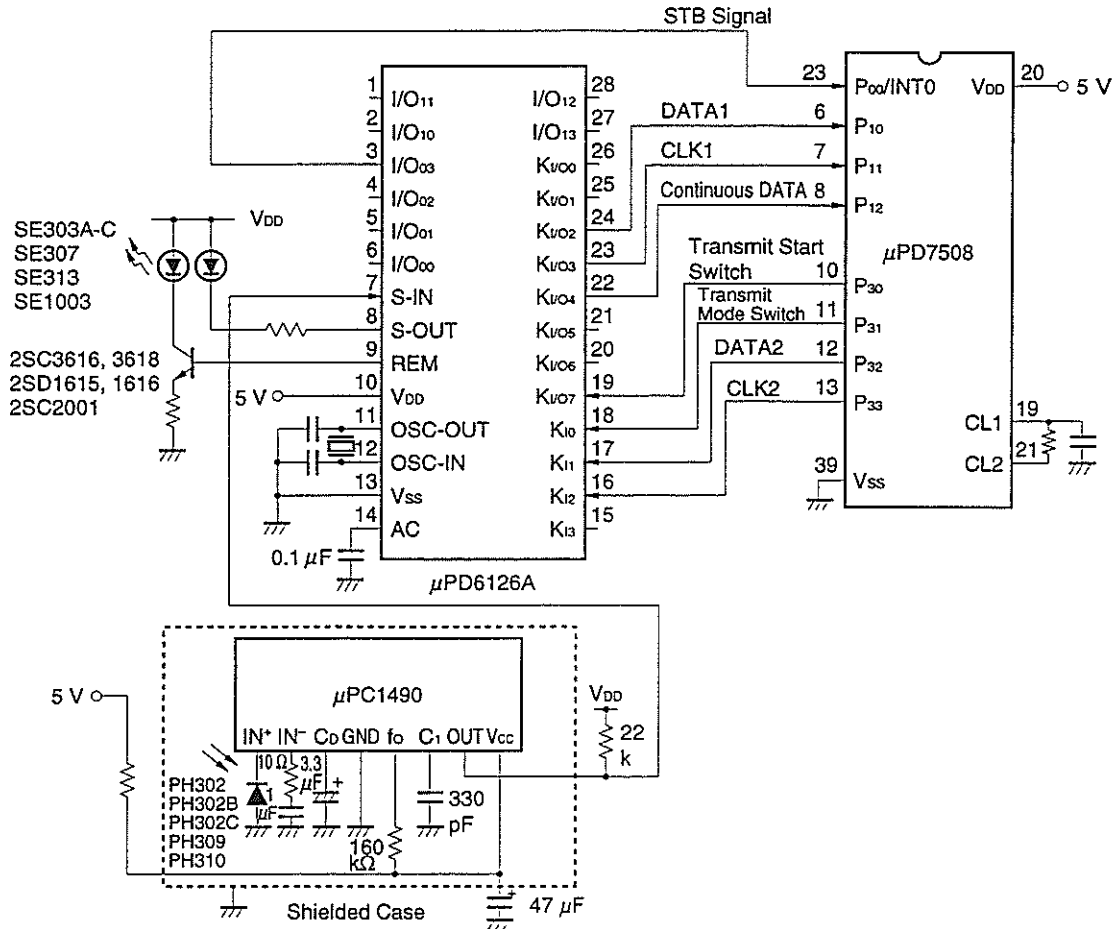 STB Signal
1
2
3
4
5
6
7
8
9
10
11
12
13
14
I/O11
I/O10
I/O03
I/O02
I/O01
I/O00
S-IN
S-OUT
REM
VDD
OSC-OUT
OSC-IN
VSS
AC
I/O12
I/O13
KI/O0
KI/O1
KI/O2
KI/O3
KI/O4
KI/O5
KI/O6
KI/O7
KI0
KI1
KI2
KI3
28
27
26
25
24
23
22
21
20
19
18
17
16
15
μPD6126A
DATA1
CLK1
Continuous DATA
Transmit Start
Switch
Transmit
Mode Switch
DATA2
CLK2
23
6
7
8
10
11
12
13
39
P00/INT0
P10
P11
P12
P30
P31
P32
P33
VSS
μPD7508
VDD
20
5 V
CL1
19
CL2
21
SE303A-C
SE307
SE313
SE1003
VDD
2SC3616, 3618
2SD1615, 1616
2SC2001
5 V
0.1 μF
μPC1490
IN+ IN− CD GND fO C1 OUT VCC
5 V
10 Ω
1
μF
3.3
μF
+
PH302
PH302B
PH302C
PH309
PH310
160
kΩ
330
pF
VDD
22
k
+
47 μF
Shielded Case